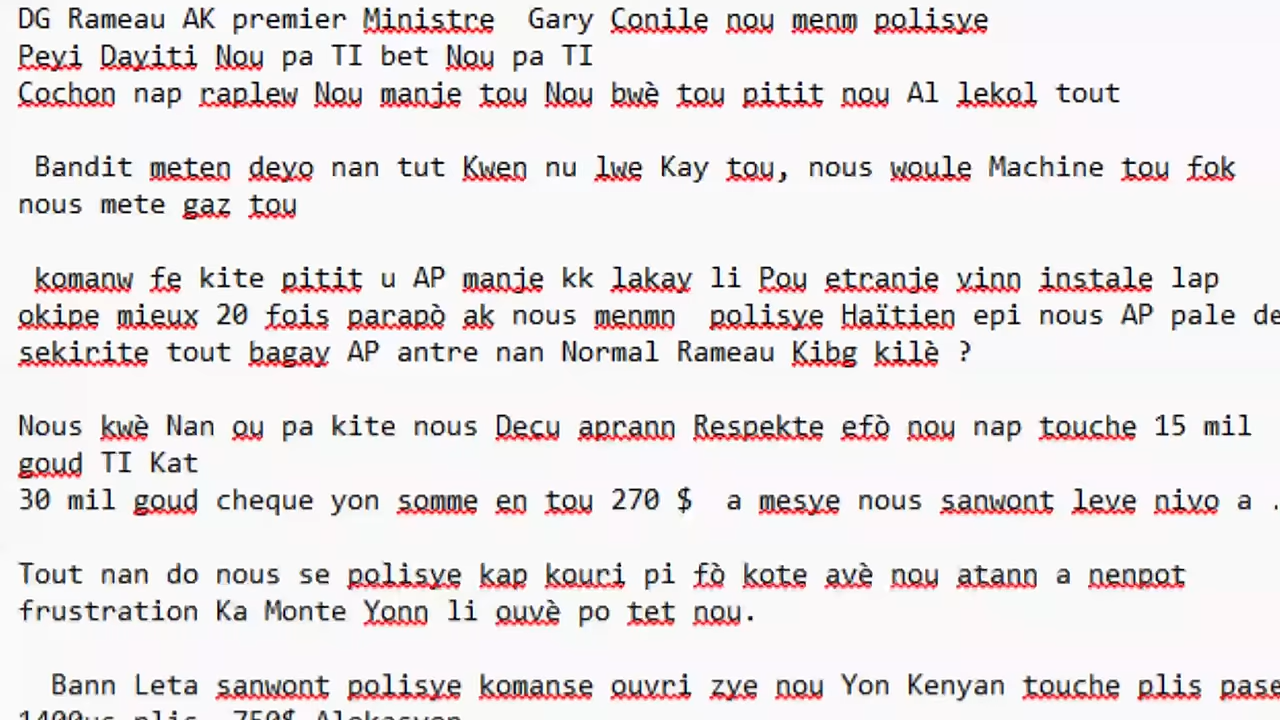 DG Rameau AK premier Ministre  Gary Conile nou menm polisye
Peyi Dayiti Nou pa TI bet Nou pa TI
Cochon nap raplew Nou manje tou Nou bwè tou pitit nou Al lekol tout
Bandit meten deyo nan tut Kwen nu lwe Kay tou, nous woule Machine tou fok
nous mete gaz tou
komanw fe kite pitit u AP manje kk lakay li Pou etranje vinn instale lap
okipe mieux 20 fois parapò ak nous menmn  polisye Haïtien epi nous AP pale de
sekirite tout bagay AP antre nan Normal Rameau Kibg kilè ?
Nous kwè Nan ou pa kite nous Decu aprann Respekte efò nou nap touche 15 mil
goud TI Kat
30 mil goud cheque yon somme en tou 270 $  a mesye nous sanwont leve nivo a .
Tout nan do nous se polisye kap kouri pi fò kote avè nou atann a nenpot
frustration Ka Monte Yonn li ouvè po tet nou.
Bann Leta sanwont polisye komanse ouvri zye nou Yon Kenyan touche plis pase
1400us plis  750$ Alokasyon